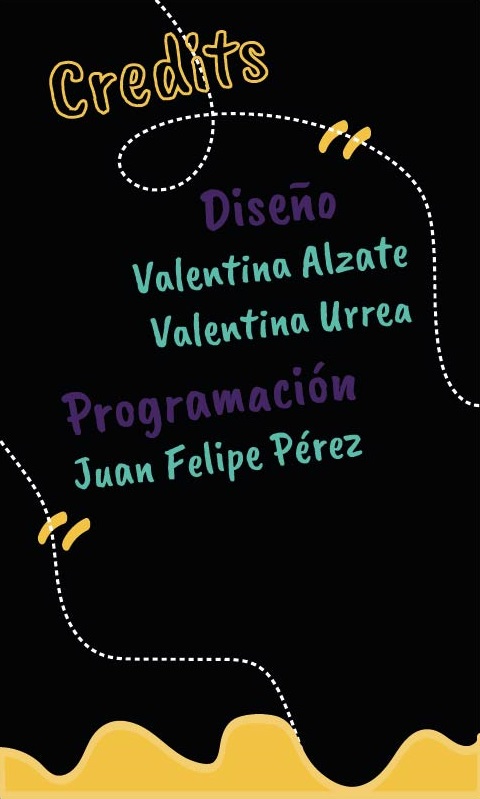 Credits
Diseño
Valentina Alzate
Valentina Urrea
Programación
Juan Felipe Pérez